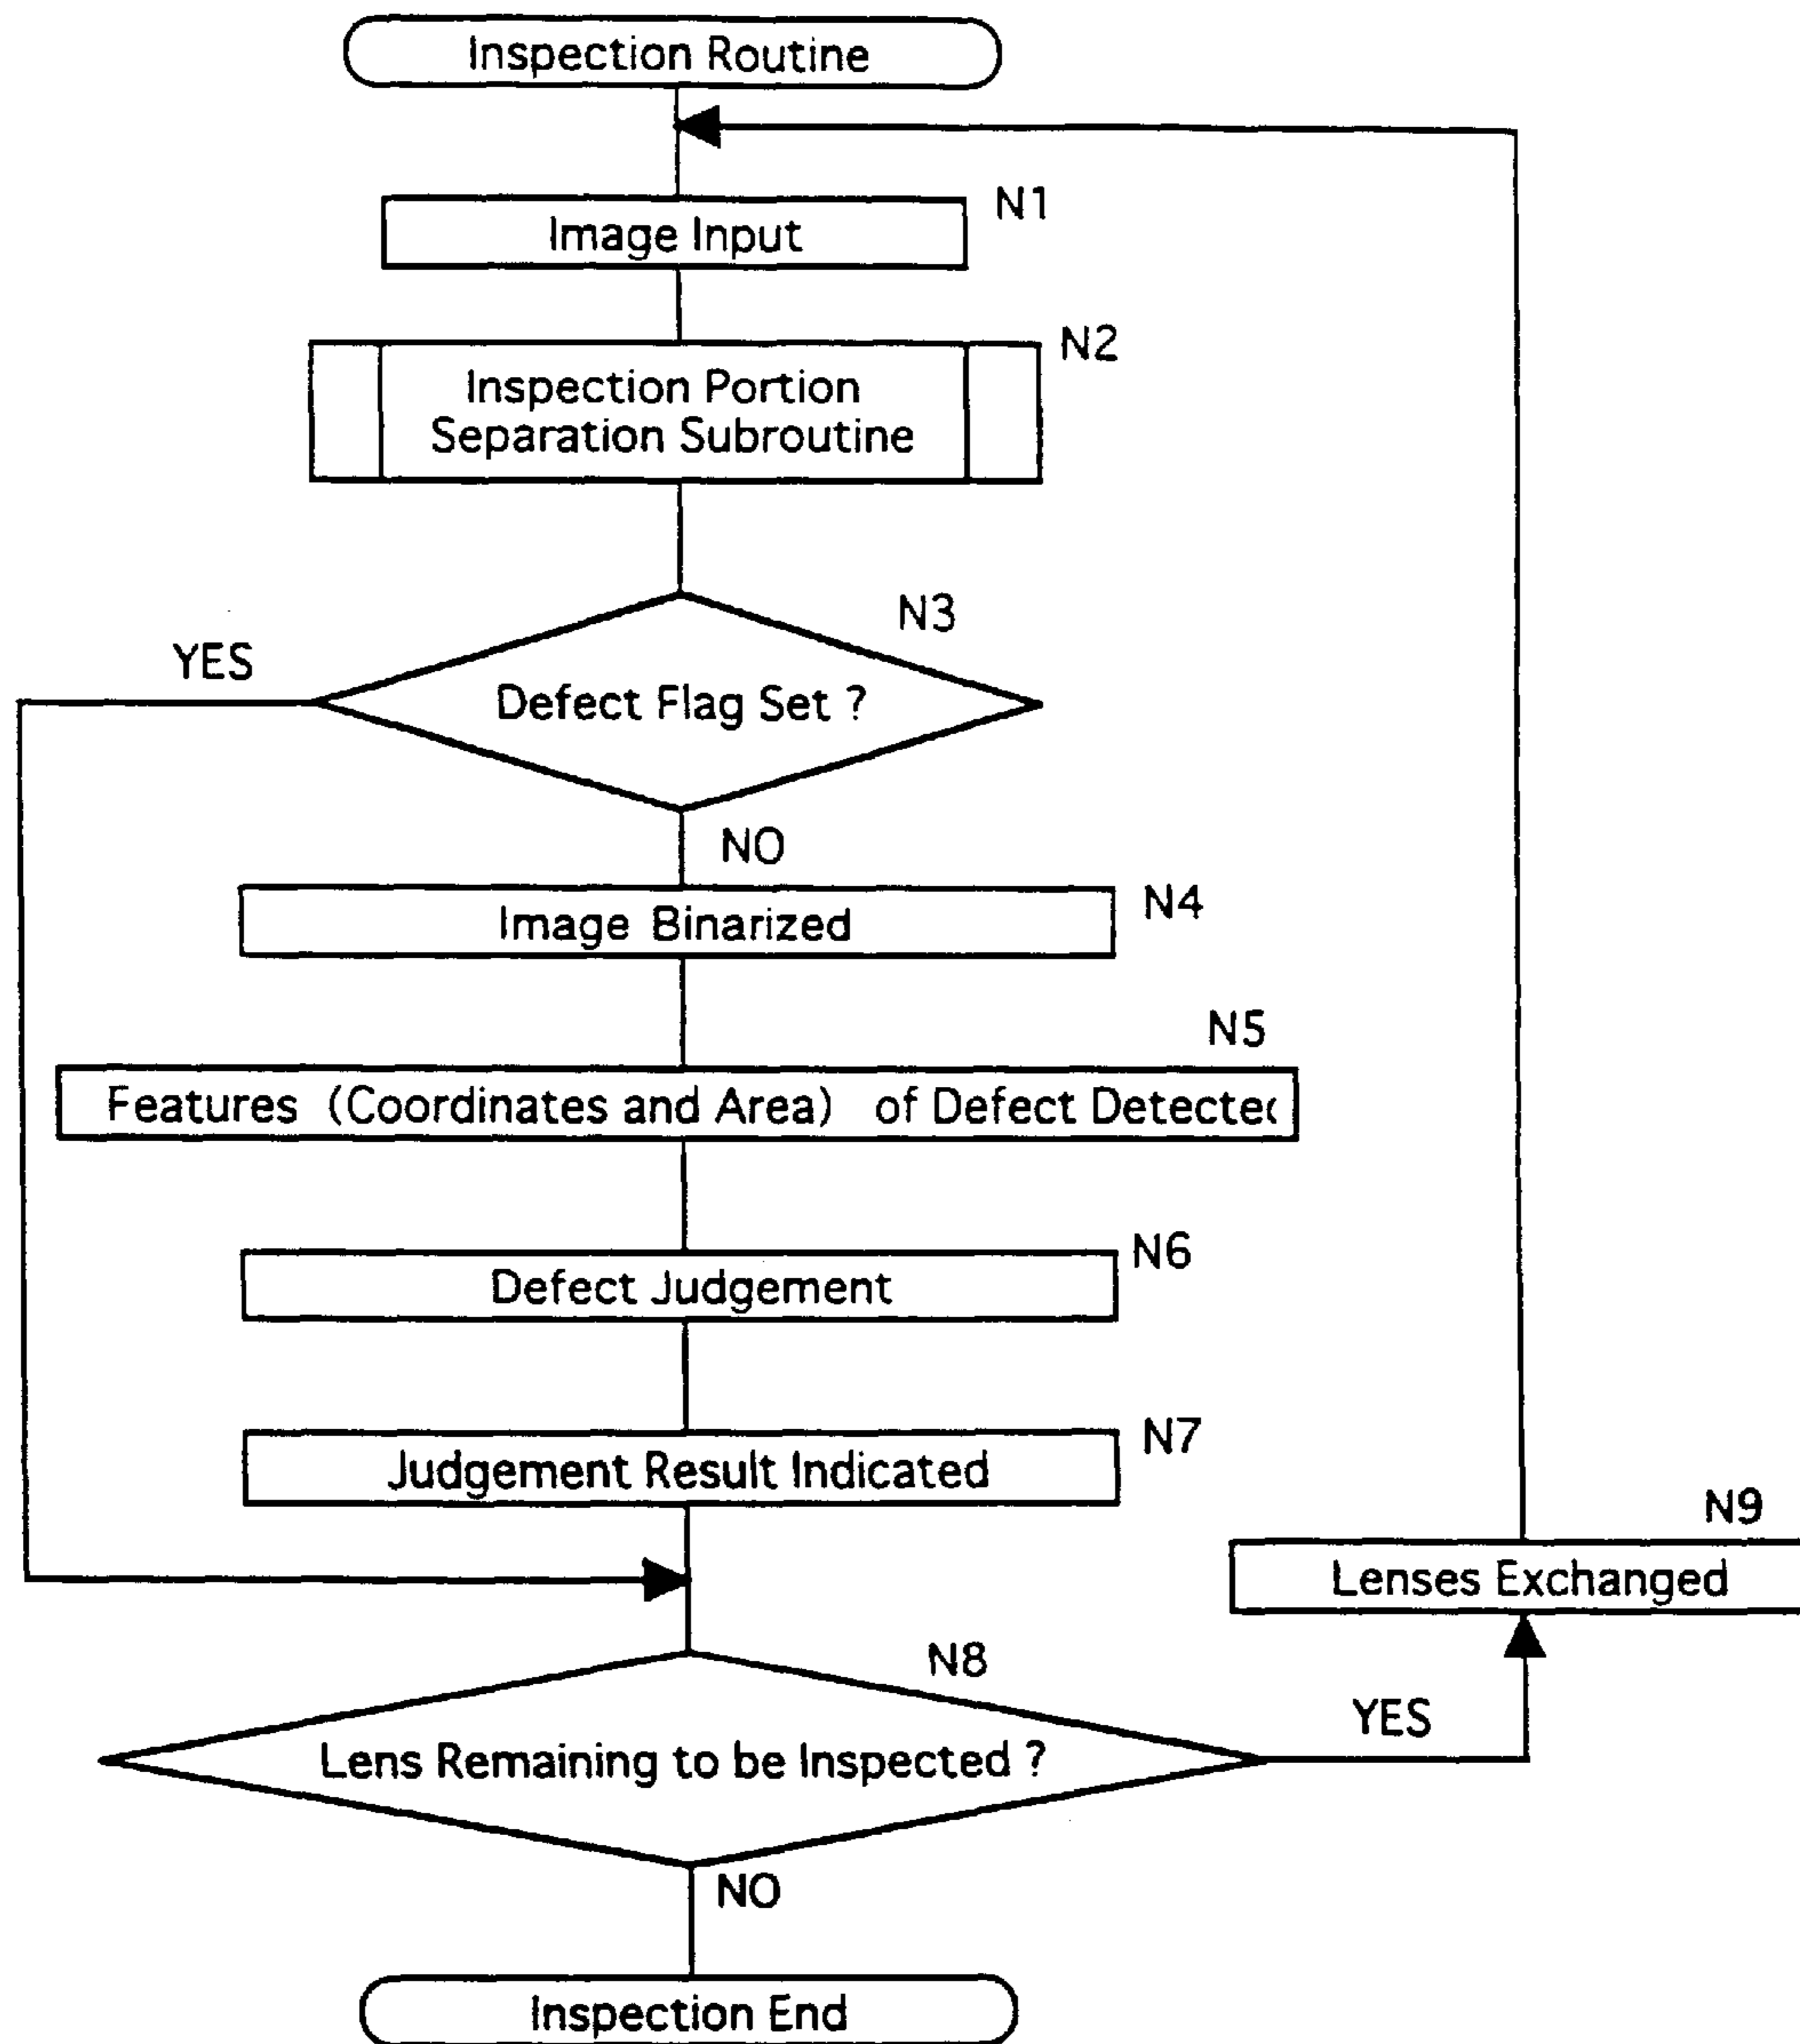 Inspection Routine
N1
Image Input
N2
Inspection Portion
Separation Subroutine
N3
YES
Defect Flag Set ?
NO
N4
Image Binarized
N5
Features (Coordinates and Area) of Defect Detected
N6
Defect Judgement
N7
Judgement Result Indicated
N9
Lenses Exchanged
N8
YES
Lens Remaining to be Inspected ?
NO
Inspection End